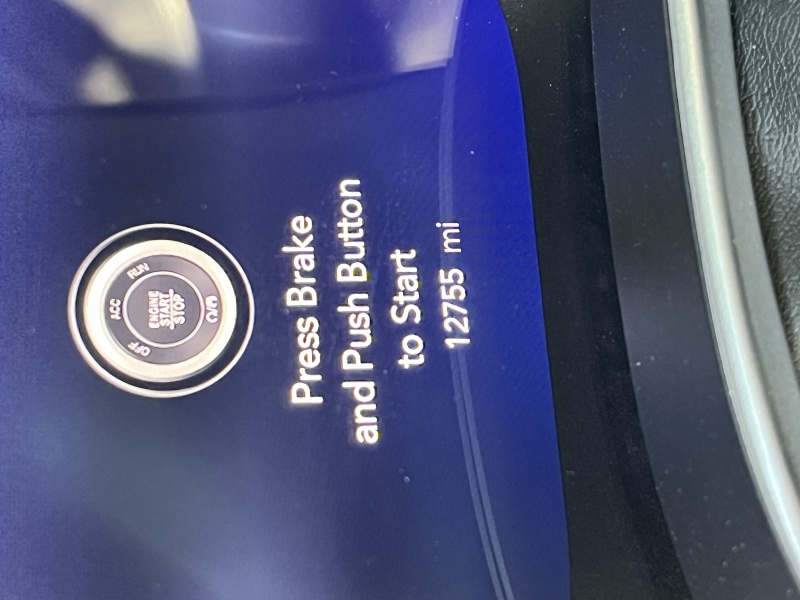 OFF
ACC
RUN
ENGINE
START
STOP
Press Brake
and Push Button
to Start
12755 mi